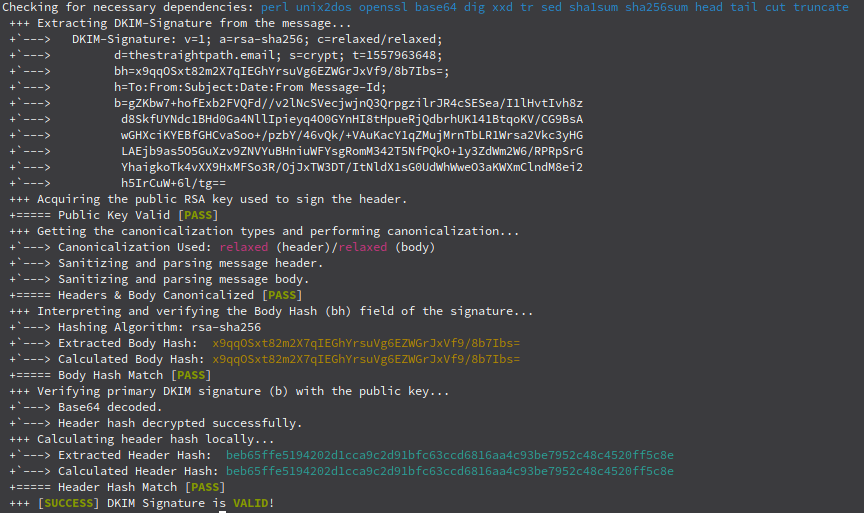 Checking for necessary dependencies: perl unix2dos openssl base64 dig xxd tr sed sha1sum sha256sum head tail cut truncate
+++ Extracting DKIM-Signature from the message...
+`---> DKIM-Signature: v=1; a=rsa-sha256; c=relaxed/relaxed;
+`---> d=thestraightpath.email; s=crypt; t=1557963648;
+`---> bh=x9qqOSxt82m2X7qIEGhYrsuVg6EZWGrJxVf9/8b7Ibs=;
+`---> h=To:From:Subject:Date:From Message-Id;
+`---> b=gZKbw7+hofExb2FVQFd//v2lNcSVecjwjnQ3QrpgzilrJR4cSESea/I1lHvtIvh8z
+`---> d8SkfUYNdc1BHd0Ga4NllIpieyq4O0GYnHI8tHpueRjQdbrhUK141BtqoKV/CG9BsA
+`---> wGHXciKYEBfGHCvaSoo+/pzbY/46vQk/+VAuKacY1qZMujMrnTbLR1Wrsa2Vkc3yHG
+`---> LAEjb9as5O5GuXzv9ZNVYuBHniuWFYsgRomM342T5NfPQkO+1y3ZdWm2W6/RPRpSrG
+`---> YhaigkoTk4vXX9HxMFSo3R/OjJxTW3DT/ItNldX1sG0UdWhWweO3aKWXmClndM8ei2
+`---> h5IrCuW+6l/tg==
+++ Acquiring the public RSA key used to sign the header.
+===== Public Key Valid [PASS]
+++ Getting the canonicalization types and performing canonicalization...
+`---> Canonicalization Used: relaxed (header)/relaxed (body)
+`---> Sanitizing and parsing message header.
+`---> Sanitizing and parsing message body.
+===== Headers & Body Canonicalized [PASS]
+++ Interpreting and verifying the Body Hash (bh) field of the signature...
+`---> Hashing Algorithm: rsa-sha256
+`---> Extracted Body Hash: x9qqOSxt82m2X7qIEGhYrsuVg6EZWGrJxVf9/8b7Ibs=
+`---> Calculated Body Hash: x9qqOSxt82m2X7qIEGhYrsuVg6EZWGrJxVf9/8b7Ibs=
+===== Body Hash Match [PASS]
+++ Verifying primary DKIM signature (b) with the public key...
+`---> Base64 decoded.
+`---> Header hash decrypted successfully.
+++ Calculating header hash locally...
+`---> Extracted Header Hash: beb65ffe5194202d1cca9c2d91bfc63ccd6816aa4c93be7952c48c4520ff5c8e
+`---> Calculated Header Hash: beb65ffe5194202d1cca9c2d91bfc63ccd6816aa4c93be7952c48c4520ff5c8e
+===== Header Hash Match [PASS]
+++ [SUCCESS] DKIM Signature is VALID!